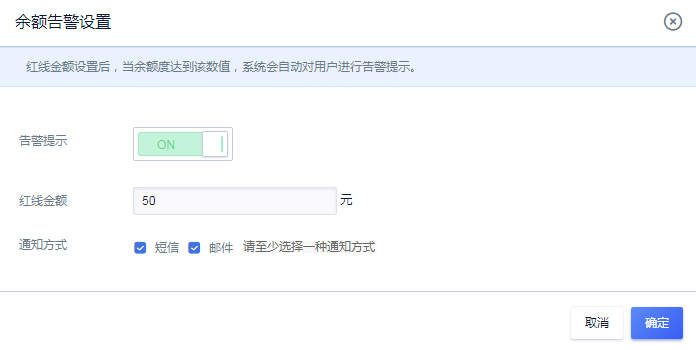 余额告警设置
红线金额设置后，当余额度达到该数值，系统会自动对用户进行告警提示。
告警提示 ON
红线金额 50 元
通知方式 短信 邮件 请至少选择一种通知方式
取消 确定